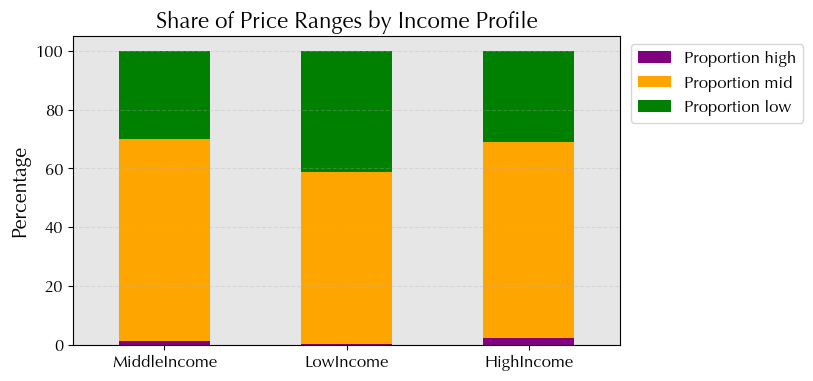 Share of Price Ranges by Income Profile
Percentage
100
80
60
40
20
0
MiddleIncome
LowIncome
HighIncome
Proportion high
Proportion mid
Proportion low